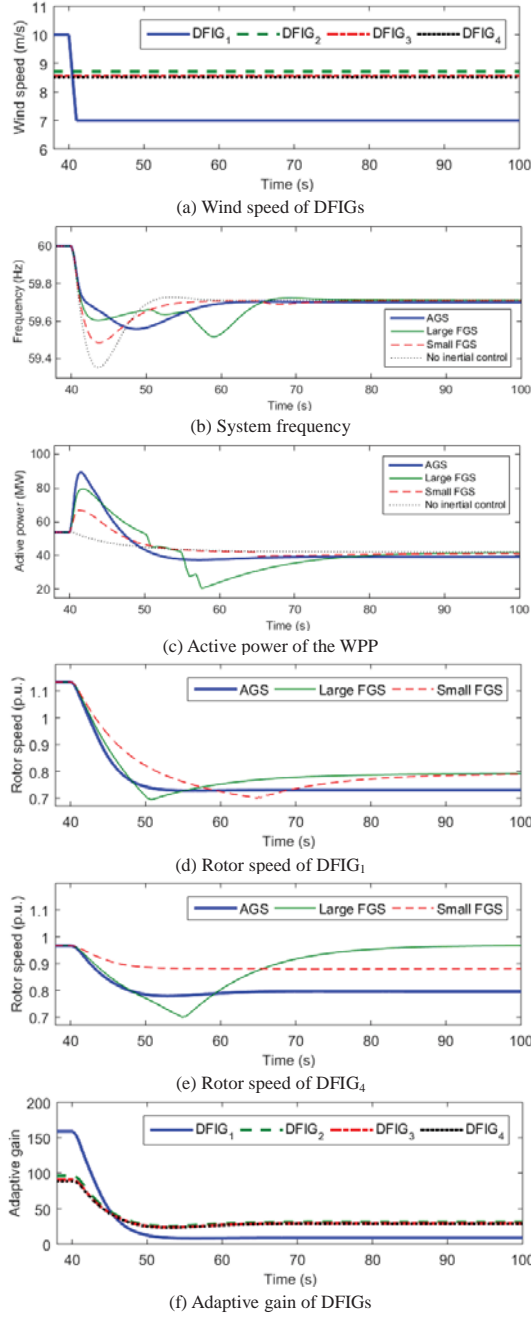 DFIG1 DFIG2 DFIG3 DFIG4
Wind speed (m/s)
11
10
9
8
7
6
40 50 60 70 80 90 100
Time (s)
(a) Wind speed of DFIGs
Frequency (Hz)
60
59.8
59.6
59.4
AGS
Large FGS
Small FGS
No inertial control
40 50 60 70 80 90 100
Time (s)
(b) System frequency
Active power (MW)
100
80
60
40
20
AGS
Large FGS
Small FGS
No inertial control
40 50 60 70 80 90 100
Time (s)
(c) Active power of the WPP
AGS Large FGS Small FGS
Rotor speed (p.u.)
1.1
1
0.9
0.8
0.7
40 50 60 70 80 90 100
Time (s)
(d) Rotor speed of DFIG1
AGS Large FGS Small FGS
Rotor speed (p.u.)
1.1
1
0.9
0.8
0.7
40 50 60 70 80 90 100
Time (s)
(e) Rotor speed of DFIG4
DFIG1 DFIG2 DFIG3 DFIG4
Adaptive gain
200
150
100
50
0
40 50 60 70 80 90 100
Time (s)
(f) Adaptive gain of DFIGs